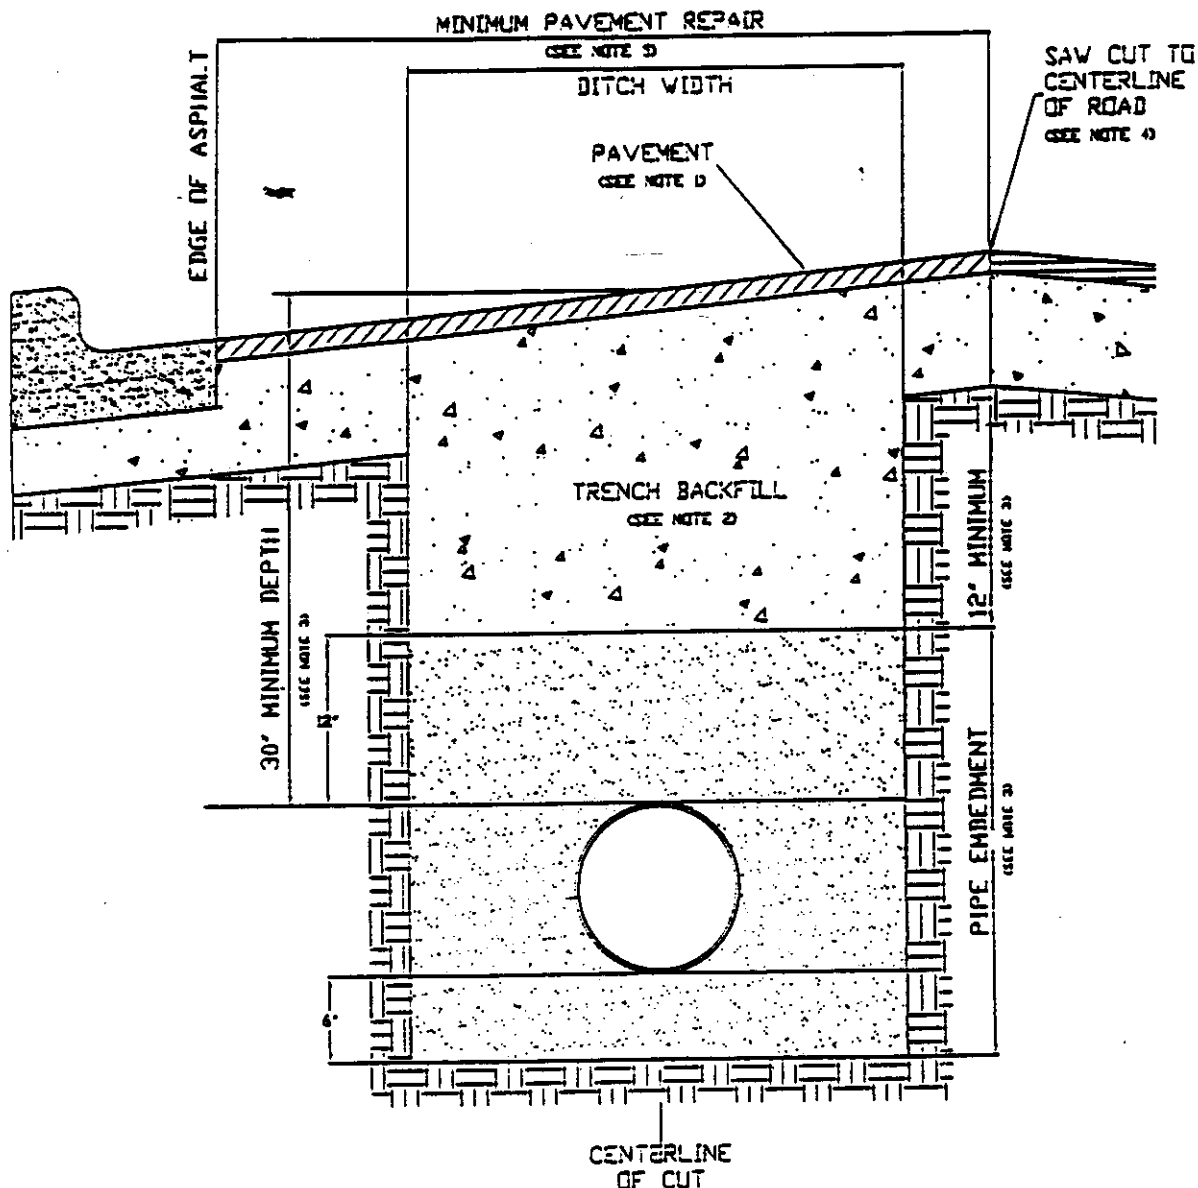 MINIMUM PAVEMENT REPAIR
(SEE NOTE 3)
DITCH WIDTH
EDGE OF ASPHALT
SAW CUT TO
CENTERLINE
OF ROAD
(SEE NOTE 4)
PAVEMENT
(SEE NOTE 1)
TRENCH BACKFILL
(SEE NOTE 2)
30" MINIMUM DEPTH
(SEE NOTE 3)
12" MINIMUM
(SEE NOTE 3)
PIPE EMBEDMENT
(SEE NOTE 3)
6"
CENTERLINE
OF CUT